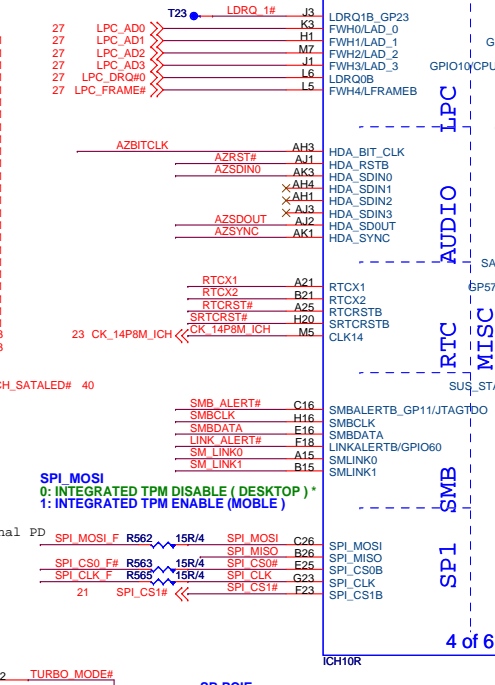 T23 LDRQ_1# J3 LDRQ1B_GP23
27 LPC_AD0 K3 FWH0/LAD_0
27 LPC_AD1 H1 FWH1/LAD_1
27 LPC_AD2 M7 FWH2/LAD_2
27 LPC_AD3 J1 FWH3/LAD_3
27 LPC_DRQ#0 L6 LDRQ0B
27 LPC_FRAME# L5 FWH4/LFRAMEB
G
GPIO10/CPU
LPC
AZBITCLK AH3 HDA_BIT_CLK
AZRST# AJ1 HDA_RSTB
AZSDIN0 AK3 HDA_SDIN0
AH4 HDA_SDIN1
AH1 HDA_SDIN2
AJ3 HDA_SDIN3
AZSDOUT AJ2 HDA_SD0UT
AZSYNC AK1 HDA_SYNC
AUDIO
SA
GP57
RTCX1 A21 RTCX1
RTCX2 B21 RTCX2
RTCRST# A25 RTCRSTB
SRTCRST# H20 SRTCRSTB
23 CK_14P8M_ICH CK_14P8M_ICH M5 CLK14
RTC
MISC
CH_SATALED# 40
SUS_STA
SMB_ALERT# C16 SMBALERTB_GP11/JTAGTDO
SMBCLK H16 SMBCLK
SMBDATA E16 SMBDATA
LINK_ALERT# F18 LINKALERTB/GPIO60
SM_LINK0 A15 SMLINK0
SM_LINK1 B15 SMLINK1
SMB
SPI_MOSI
0: INTEGRATED TPM DISABLE ( DESKTOP ) *
1: INTEGRATED TPM ENABLE (MOBLE )
nal PD
SPI_MOSI_F R562 15R/4 SPI_MOSI C26 SPI_MOSI
SPI_MISO B26 SPI_MISO
SPI_CS0_F# R563 15R/4 SPI_CS0# E25 SPI_CS0B
SPI_CLK_F R565 15R/4 SPI_CLK G23 SPI_CLK
21 SPI_CS1# SPI_CS1# F23 SPI_CS1B
SP1
4 of 6
ICH10R
2 TURBO_MODE#